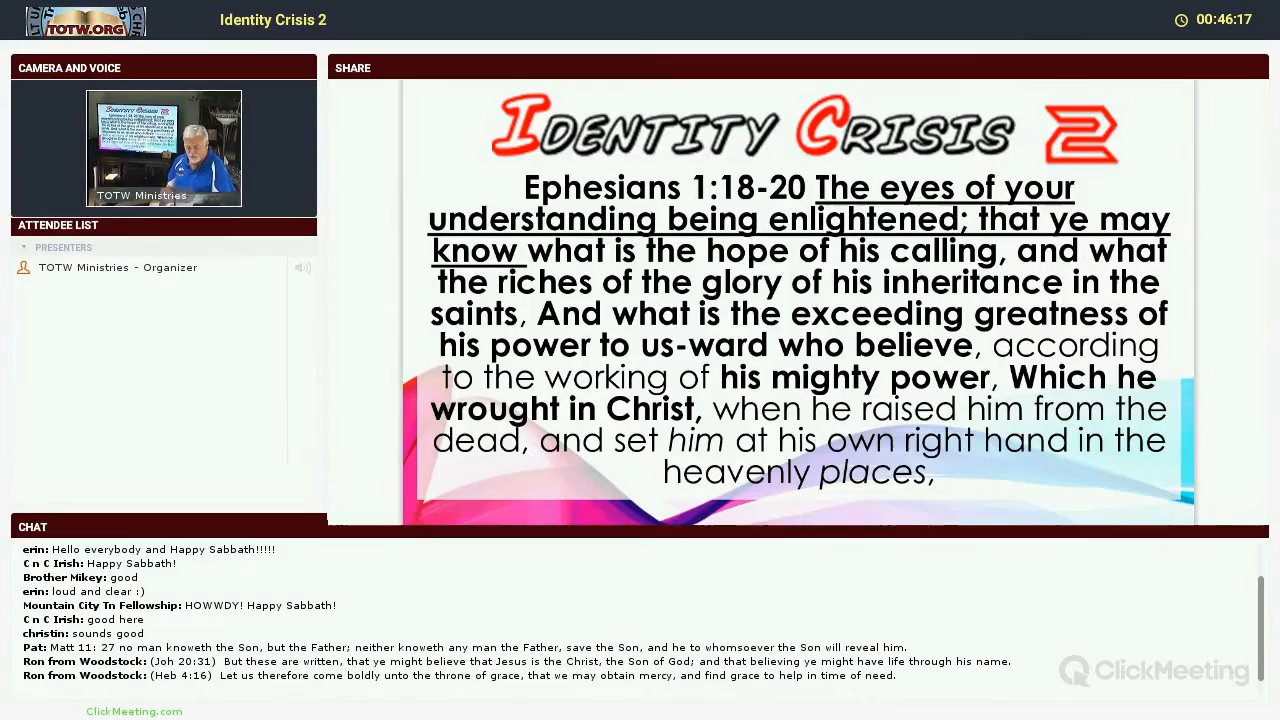 TOTW.ORG
Identity Crisis 2
00:46:17
CAMERA AND VOICE
TOTW Ministries
ATTENDEE LIST
PRESENTERS
TOTW Ministries - Organizer
SHARE
IDENTITY CRISIS 2
Ephesians 1:18-20 The eyes of your
understanding being enlightened; that ye may
know what is the hope of his calling, and what
the riches of the glory of his inheritance in the
saints, And what is the exceeding greatness of
his power to us-ward who believe, according
to the working of his mighty power, Which he
wrought in Christ, when he raised him from the
dead, and set him at his own right hand in the
heavenly places,
CHAT
erin: Hello everybody and Happy Sabbath!!!!!
C n C Irish: Happy Sabbath!
Brother Mikey: good
erin: loud and clear :)
Mountain City Tn Fellowship: HOWWDY! Happy Sabbath!
C n C Irish: good here
christin: sounds good
Pat: Matt 11: 27 no man knoweth the Son, but the Father; neither knoweth any man the Father, save the Son, and he to whomsoever the Son will reveal him.
Ron from Woodstock: (Joh 20:31) But these are written, that ye might believe that Jesus is the Christ, the Son of God; and that believing ye might have life through his name.
Ron from Woodstock: (Heb 4:16) Let us therefore come boldly unto the throne of grace, that we may obtain mercy, and find grace to help in time of need.
ClickMeeting
ClickMeeting.com